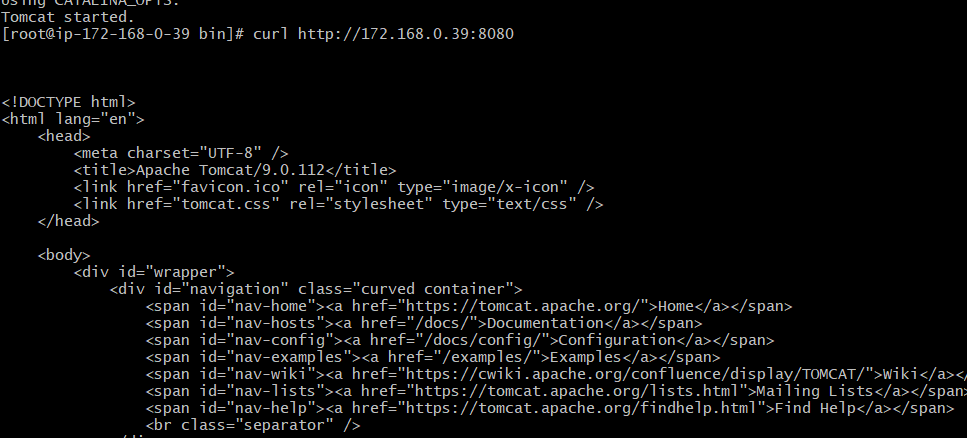 Using CATALINA_OPTS:
Tomcat started.
[root@ip-172-168-0-39 bin]# curl http://172.168.0.39:8080
<!DOCTYPE html>
<html lang="en">
    <head>
        <meta charset="UTF-8" />
        <title>Apache Tomcat/9.0.112</title>
        <link href="favicon.ico" rel="icon" type="image/x-icon" />
        <link href="tomcat.css" rel="stylesheet" type="text/css" />
    </head>
    <body>
        <div id="wrapper">
            <div id="navigation" class="curved container">
                <span id="nav-home"><a href="https://tomcat.apache.org/">Home</a></span>
                <span id="nav-hosts"><a href="/docs/">Documentation</a></span>
                <span id="nav-config"><a href="/docs/config/">Configuration</a></span>
                <span id="nav-examples"><a href="/examples/">Examples</a></span>
                <span id="nav-wiki"><a href="https://cwiki.apache.org/confluence/display/TOMCAT/">Wiki</a><
                <span id="nav-lists"><a href="https://tomcat.apache.org/lists.html">Mailing Lists</a></span>
                <span id="nav-help"><a href="https://tomcat.apache.org/findhelp.html">Find Help</a></span>
                <br class="separator" />